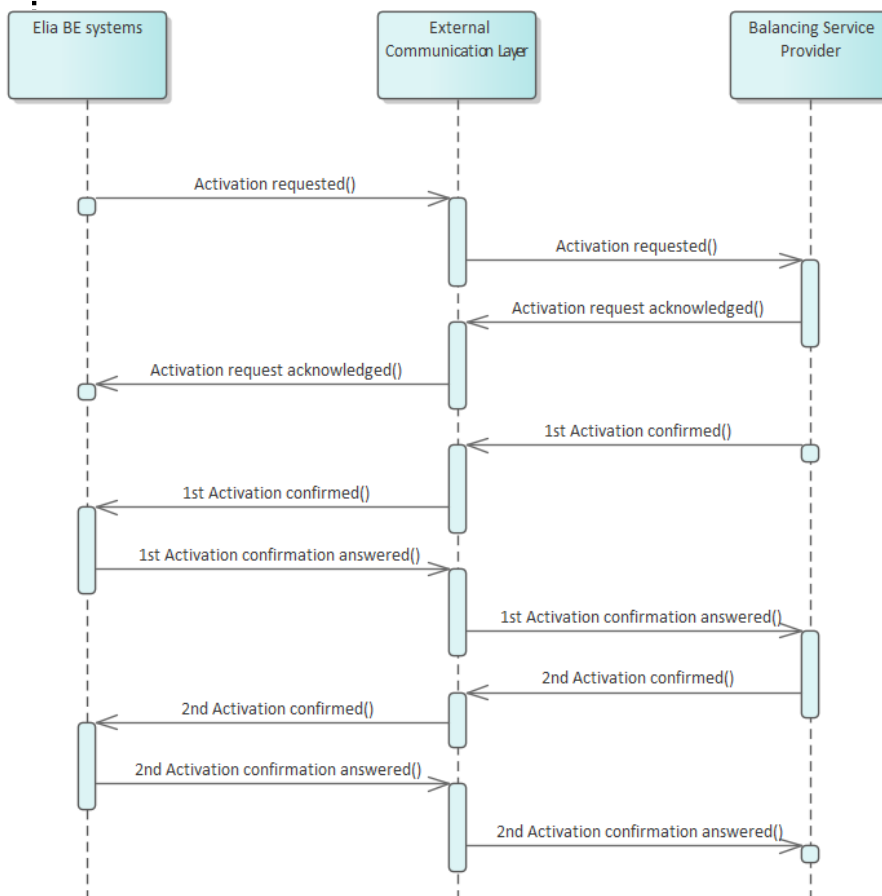 Elia BE systems
External
Communication Layer
Balancing Service
Provider
Activation requested()
Activation requested()
Activation request acknowledged()
Activation request acknowledged()
1st Activation confirmed()
1st Activation confirmed()
1st Activation confirmation answered()
1st Activation confirmation answered()
2nd Activation confirmed()
2nd Activation confirmed()
2nd Activation confirmation answered()
2nd Activation confirmation answered()